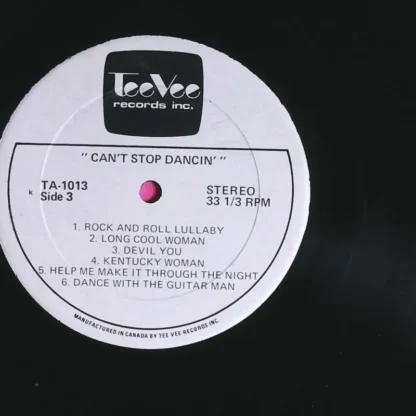 TeeVee
records inc.
"CAN'T STOP DANCIN'"
TA-1013
K Side 3
STEREO
33 1/3 RPM
1. ROCK AND ROLL LULLABY
2. LONG COOL WOMAN
3. DEVIL YOU
4. KENTUCKY WOMAN
5. HELP ME MAKE IT THROUGH THE NIGHT
6. DANCE WITH THE GUITAR MAN
MANUFACTURED IN CANADA BY TEE VEE RECORDS INC.